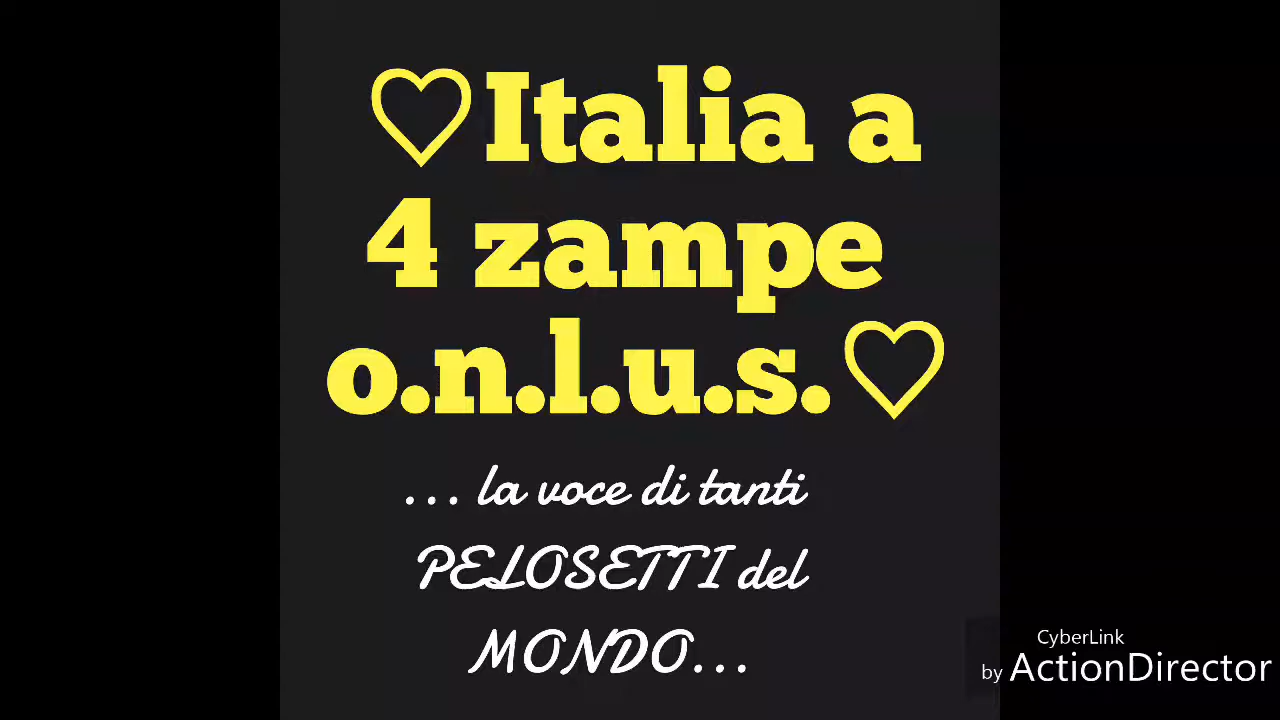 ♡Italia a
4 zampe
o.n.l.u.s.♡
... la voce di tanti
PELOSETTI del
MONDO...
CyberLink
by ActionDirector